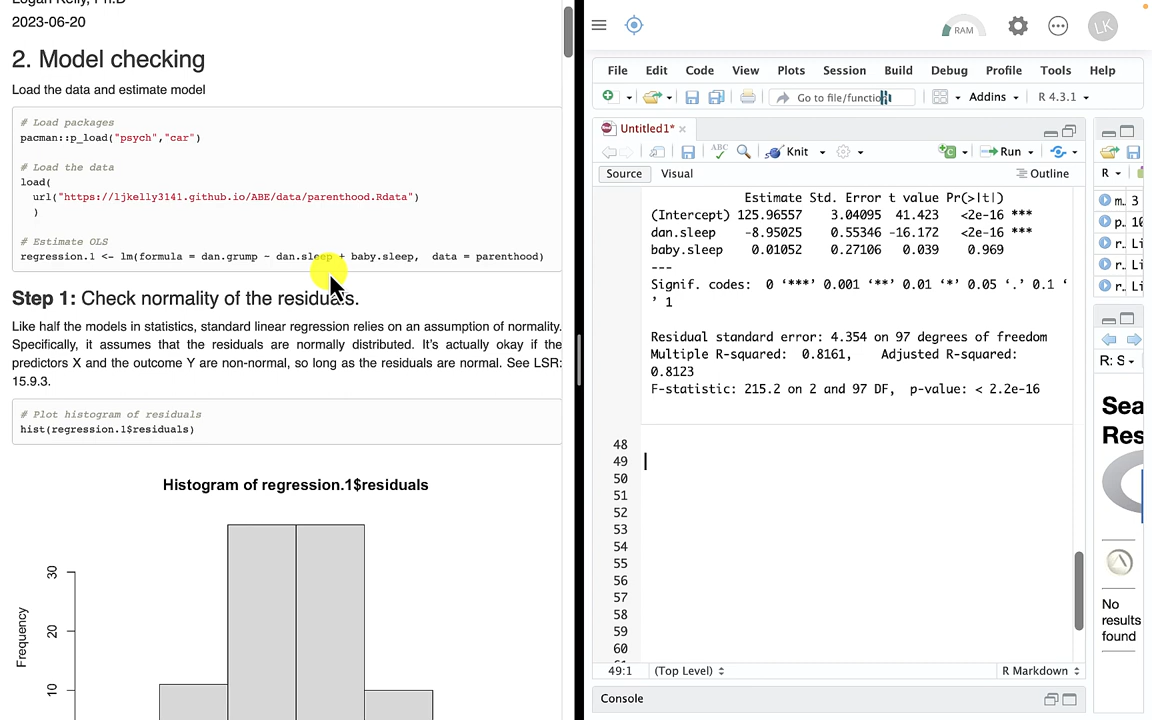 Logan Kelly, Ph.D
2023-06-20
2. Model checking
Load the data and estimate model
# Load packages
pacman::p_load("psych","car")
# Load the data
load(
url("https://ljkelly3141.github.io/ABE/data/parenthood.Rdata")
)
# Estimate OLS
regression.1 <- lm(formula = dan.grump ~ dan.sleep + baby.sleep,  data = parenthood)
Step 1: Check normality of the residuals.
Like half the models in statistics, standard linear regression relies on an assumption of normality.
Specifically, it assumes that the residuals are normally distributed. It's actually okay if the
predictors X and the outcome Y are non-normal, so long as the residuals are normal. See LSR:
15.9.3.
# Plot histogram of residuals
hist(regression.1$residuals)
Histogram of regression.1$residuals
Frequency
30
20
10
RAM
LK
File Edit Code View Plots Session Build Debug Profile Tools Help
Go to file/function
Addins
R 4.3.1
Untitled1*
ABC
Knit
Run
Source Visual
Outline
Estimate Std. Error t value Pr(>|t|)
(Intercept) 125.96557 3.04095 41.423 <2e-16 ***
dan.sleep -8.95025 0.55346 -16.172 <2e-16 ***
baby.sleep 0.01052 0.27106 0.039 0.969
---
Signif. codes:  0 ‘***’ 0.001 ‘**’ 0.01 ‘*’ 0.05 ‘.’ 0.1 ‘
’ 1
Residual standard error: 4.354 on 97 degrees of freedom
Multiple R-squared:  0.8161,    Adjusted R-squared:
0.8123
F-statistic: 215.2 on 2 and 97 DF,  p-value: < 2.2e-16
48
49
50
51
52
53
54
55
56
57
58
59
60
49:1 (Top Level)
R Markdown
Console
R
m. 3
p. 10
r. Li
r. Li
r. Li
R: S
Sea
Res
No
results
found